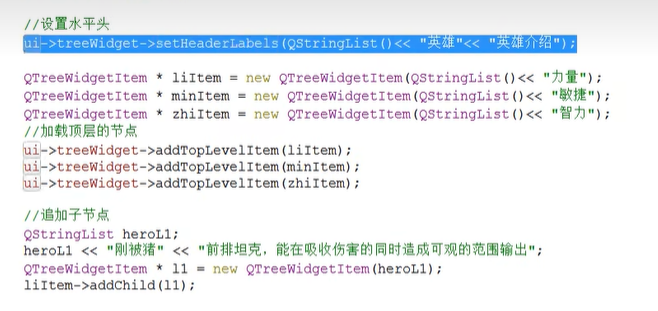 //设置水平头
ui->treeWidget->setHeaderLabels(QStringList()<< "英雄"<< "英雄介绍");
QTreeWidgetItem * liItem = new QTreeWidgetItem(QStringList()<< "力量");
QTreeWidgetItem * minItem = new QTreeWidgetItem(QStringList()<< "敏捷");
QTreeWidgetItem * zhiItem = new QTreeWidgetItem(QStringList()<< "智力");
//加载顶层的节点
ui->treeWidget->addTopLevelItem(liItem);
ui->treeWidget->addTopLevelItem(minItem);
ui->treeWidget->addTopLevelItem(zhiItem);
//追加子节点
QStringList heroL1;
heroL1 << "刚被猪" << "前排坦克，能在吸收伤害的同时造成可观的范围输出";
QTreeWidgetItem * l1 = new QTreeWidgetItem(heroL1);
liItem->addChild(l1);